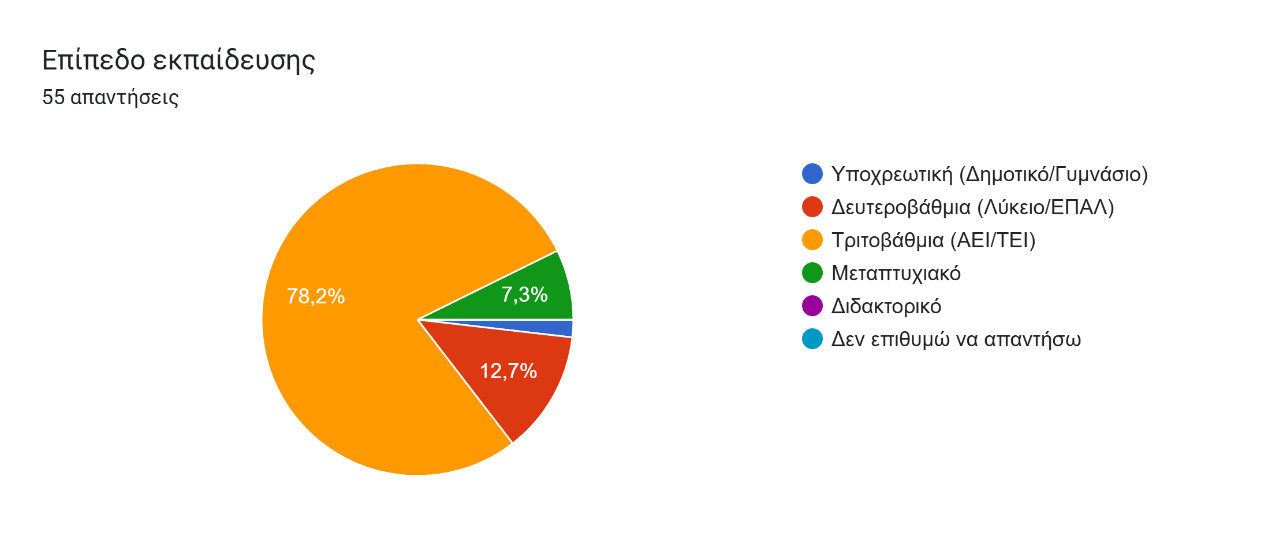 Επίπεδο εκπαίδευσης
55 απαντήσεις
78,2%
7,3%
12,7%
Υποχρεωτική (Δημοτικό/Γυμνάσιο)
Δευτεροβάθμια (Λύκειο/ΕΠΑΛ)
Τριτοβάθμια (ΑΕΙ/ΤΕΙ)
Μεταπτυχιακό
Διδακτορικό
Δεν επιθυμώ να απαντήσω